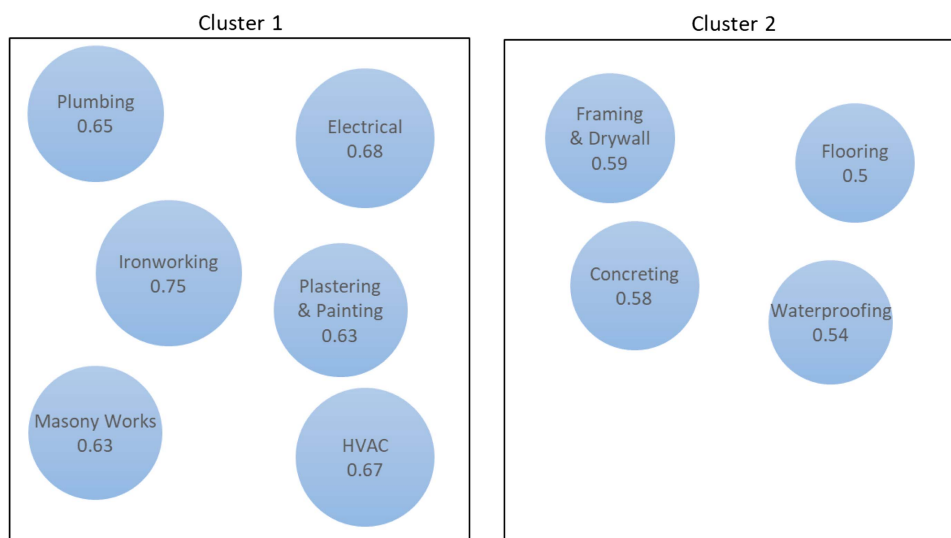 Cluster 1
Plumbing
0.65
Electrical
0.68
Ironworking
0.75
Plastering
& Painting
0.63
Masony Works
0.63
HVAC
0.67
Cluster 2
Framing
& Drywall
0.59
Flooring
0.5
Concreting
0.58
Waterproofing
0.54